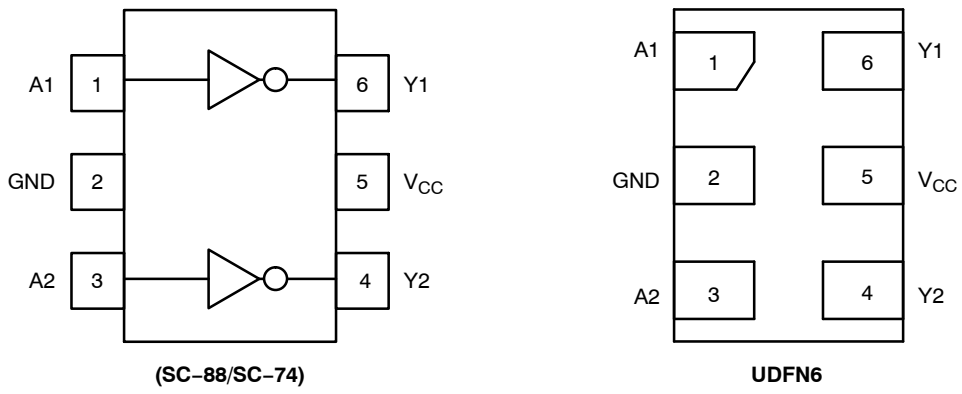 A1 1 6 Y1
GND 2 5 VCC
A2 3 4 Y2
(SC−88/SC−74)
A1 1 6 Y1
GND 2 5 VCC
A2 3 4 Y2
UDFN6